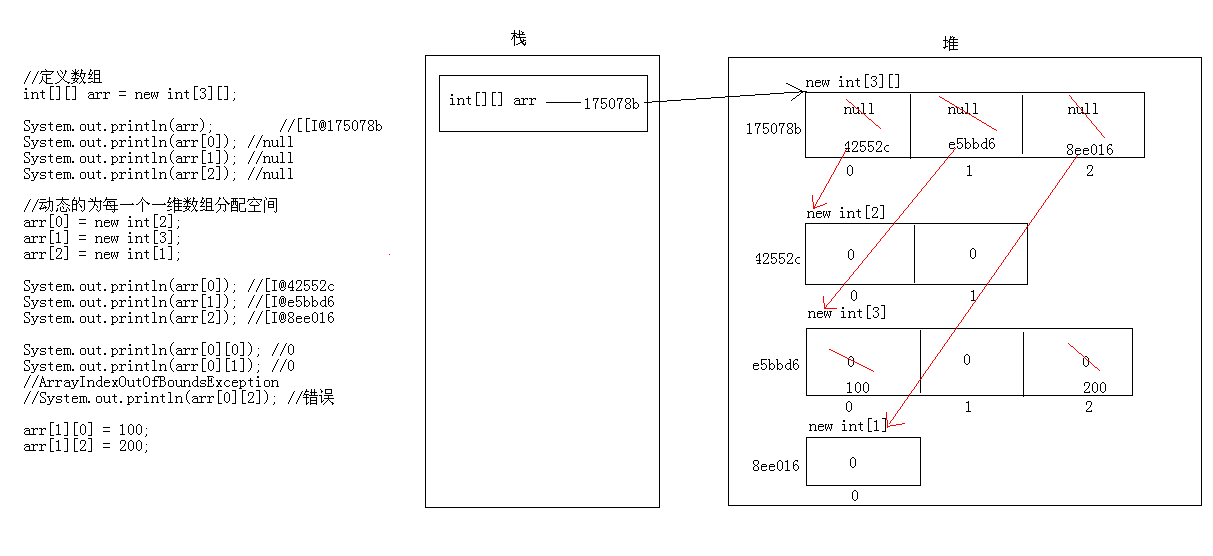 //定义数组
int[][] arr = new int[3][];
System.out.println(arr); //[[I@175078b
System.out.println(arr[0]); //null
System.out.println(arr[1]); //null
System.out.println(arr[2]); //null
//动态的为每一个一维数组分配空间
arr[0] = new int[2];
arr[1] = new int[3];
arr[2] = new int[1];
System.out.println(arr[0]); //[I@42552c
System.out.println(arr[1]); //[I@e5bbd6
System.out.println(arr[2]); //[I@8ee016
System.out.println(arr[0][0]); //0
System.out.println(arr[0][1]); //0
//ArrayIndexOutOfBoundsException
//System.out.println(arr[0][2]); //错误
arr[1][0] = 100;
arr[1][2] = 200;
栈
int[][] arr 175078b
堆
new int[3][]
null null null
175078b
42552c e5bbd6 8ee016
0 1 2
new int[2]
42552c 0 0
0 1
new int[3]
e5bbd6 0 0 0
100 200
0 1 2
new int[1]
8ee016 0
0